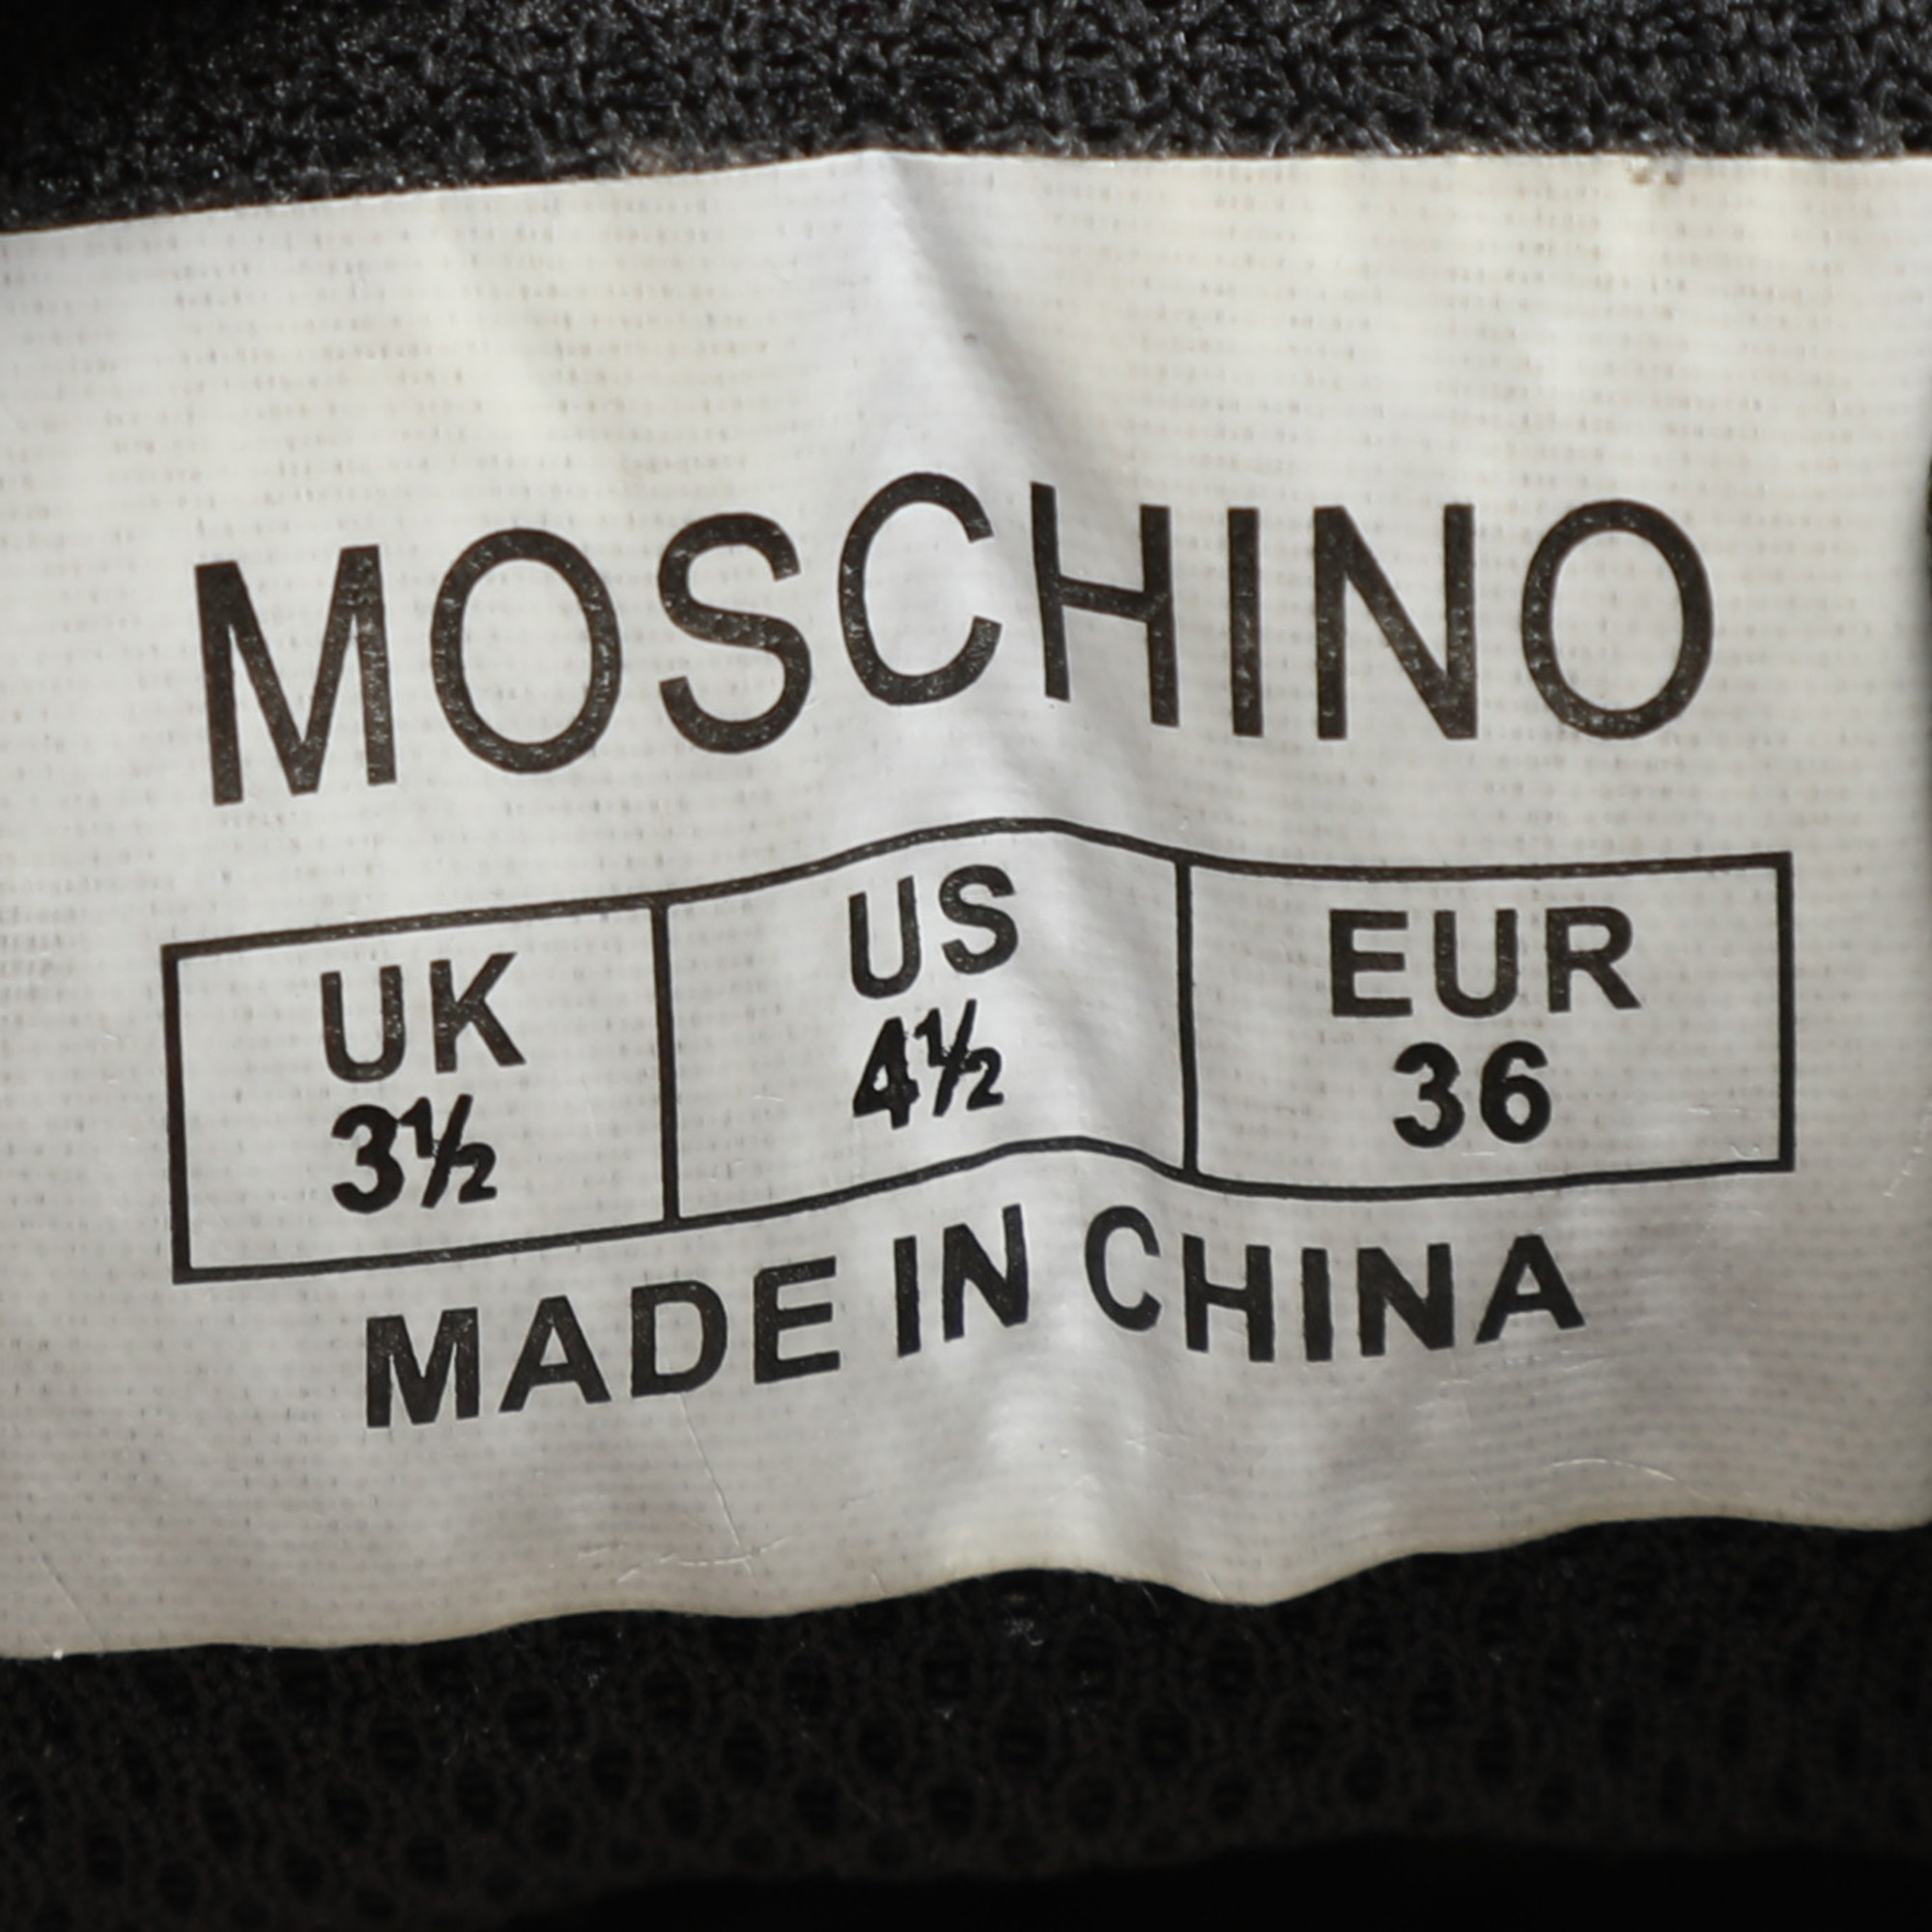 MOSCHINO
UK US EUR
3½ 4½ 36
MADE IN CHINA